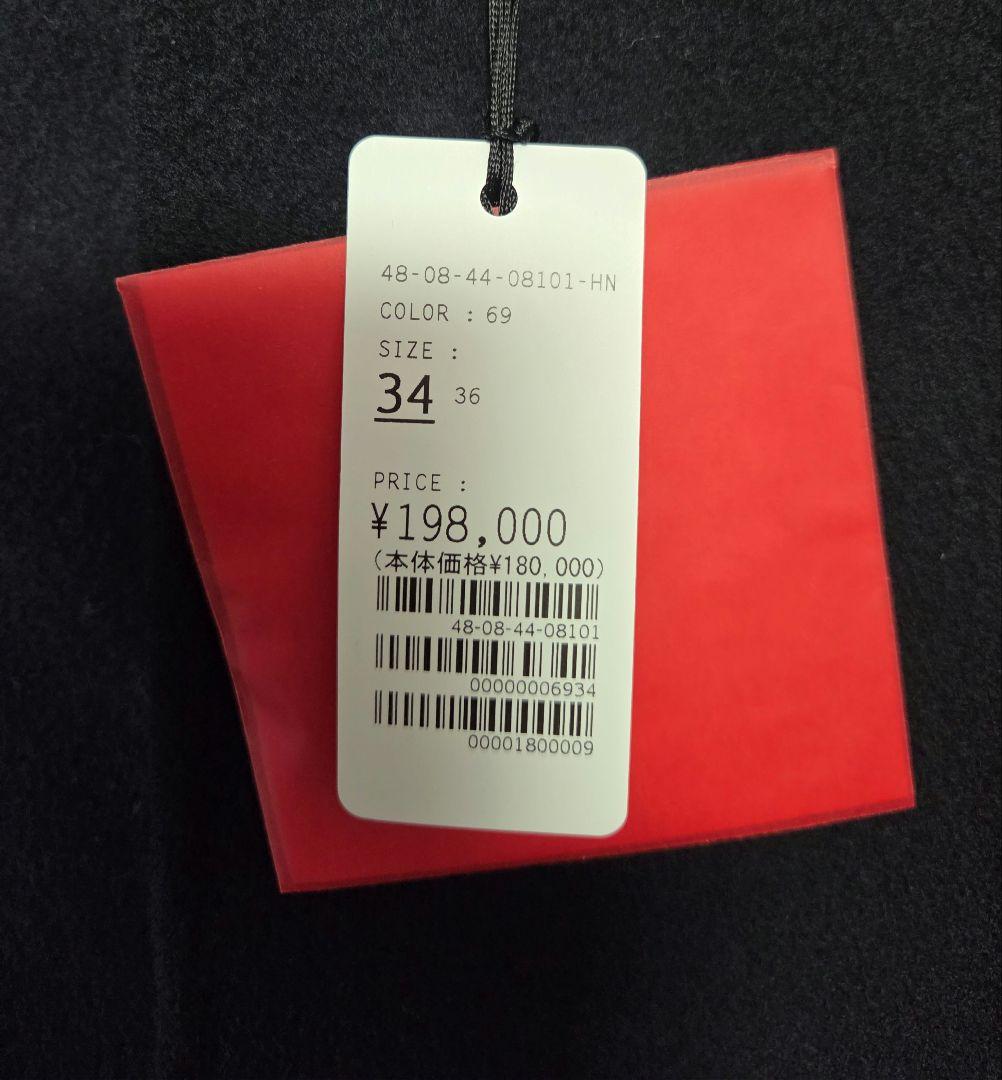 48-08-44-08101-HN
COLOR : 69
SIZE :
34 36
PRICE :
¥198,000
(本体価格¥180,000)
48-08-44-08101
00000006934
00001800009